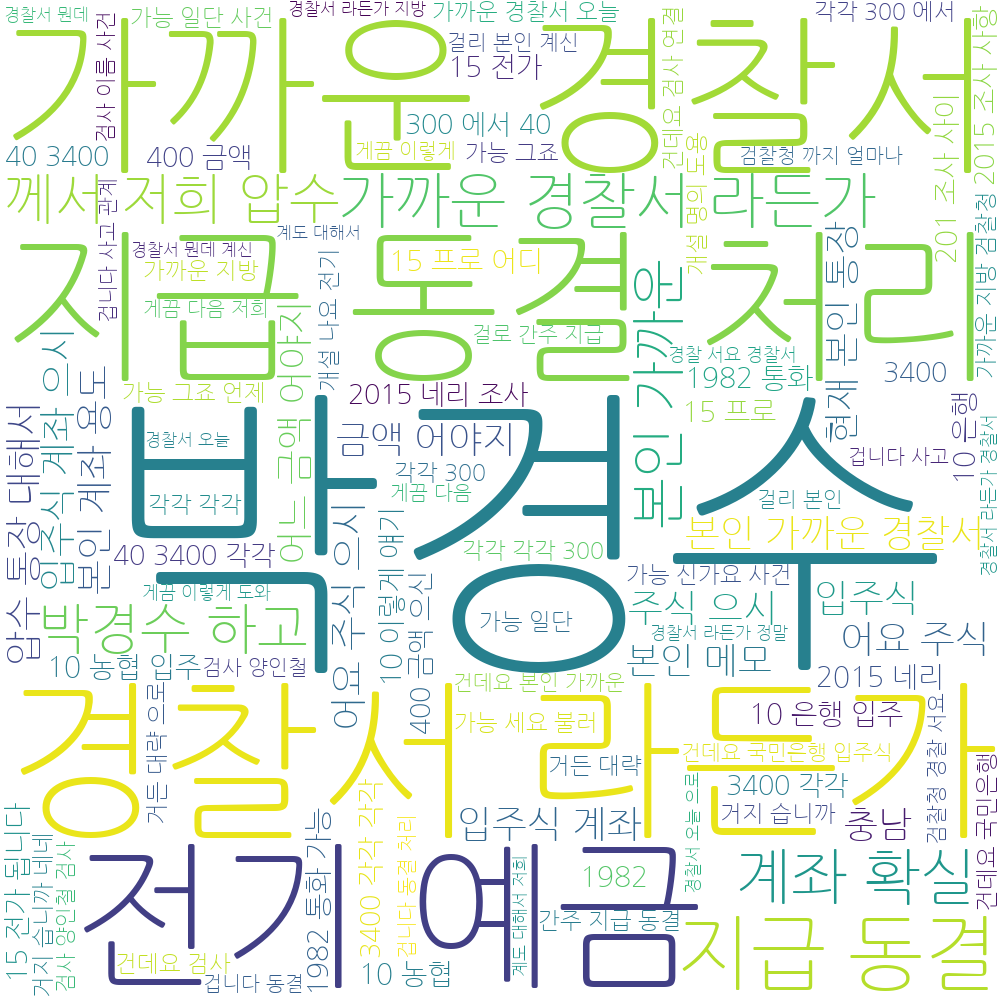 경찰서 뭔데
가능 일단 사건
경찰서 라든가 지방
가까운 경찰서 오늘
각각 300 에서
가까운 경찰서
검사 이름 사건
걸리 본인 계신
15 전가
건데요 검사 연결
201 조사 사이
2015 조사 사항
300 에서 40
40 3400
400 금액
게끔 이렇게
가능 그죠
개설 명의 도용
검찰청 까지 얼마나
께서 저희 압수
가까운 경찰서 라든가
가까운 지방 검찰청
겁니다 사고 관계
경찰서 뭔데 계신
계도 대해서
가까운 지방
15 프로 어디
게끔 다음 저희
개설 나요 전기
어느 금액 어야지
지급 동결 처리
걸로 간주 지급
본인 가까운
현재 본인 통장
경찰 서요 경찰서
1982 통화
3400
가능 그죠 언제
2015 네리 조사
15 프로
압수 통장 대해서
입주식 계좌 으시
본인 계좌 용도
경찰서 오늘
금액 어야지
박경수
각각 300
게끔 다음
각각 각각
걸리 본인
겁니다 사고
10 은행
경찰서 라든가 경찰서
본인 가까운 경찰서
40 3400 각각
각각 각각 300
가능 신가요 사건
게끔 이렇게 도와
가능 일단
주식 으시
입주식
박경수 하고
어요 주식 으시
10 이렇게 얘기
400 금액 으신
경찰서 라든가 정말
어요 주식
10 농협 입주
검사 양인철
본인 메모
건데요 본인 가까운
2015 네리
경찰서 라든가
거든 대략 으로
가능 세요 불러
10 은행 입주
건데요 국민은행 입주식
검찰청 경찰 서요
거든 대략
3400 각각
건데요 국민은행
15 전가 됩니다
거지 습니까 네네
검사 양인철 검사
1982 통화 가능
3400 각각 각각
겁니다 동결 처리
입주식 계좌
경찰서 오늘 으로
거지 습니까
충남
전기예금
계도 대해서 저희
1982
계좌 확실
간주 지급 동결
지급 동결
건데요 검사
겁니다 동결
10 농협